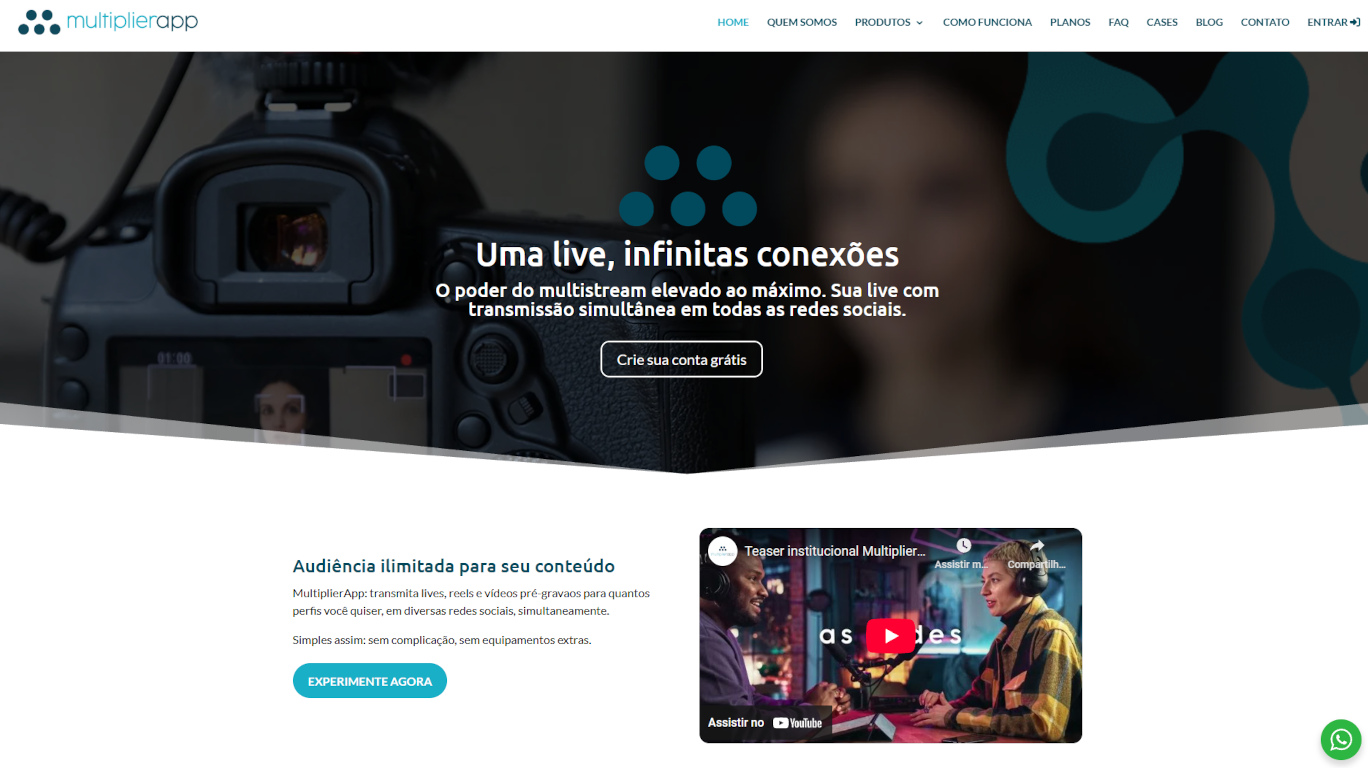 multiplierapp
HOME
QUEM SOMOS
PRODUTOS
COMO FUNCIONA
PLANOS
FAQ
CASES
BLOG
CONTATO
ENTRAR
01:00
Uma live, infinitas conexões
O poder do multistream elevado ao máximo. Sua live com
transmissão simultânea em todas as redes sociais.
Crie sua conta grátis
Audiência ilimitada para seu conteúdo
MultiplierApp: transmita lives, reels e vídeos pré-gravaos para quantos
perfis você quiser, em diversas redes sociais, simultaneamente.
Simples assim: sem complicação, sem equipamentos extras.
EXPERIMENTE AGORA
Teaser institucional Multiplier...
Assistir m...
Compartilh...
as redes
Assistir no YouTube